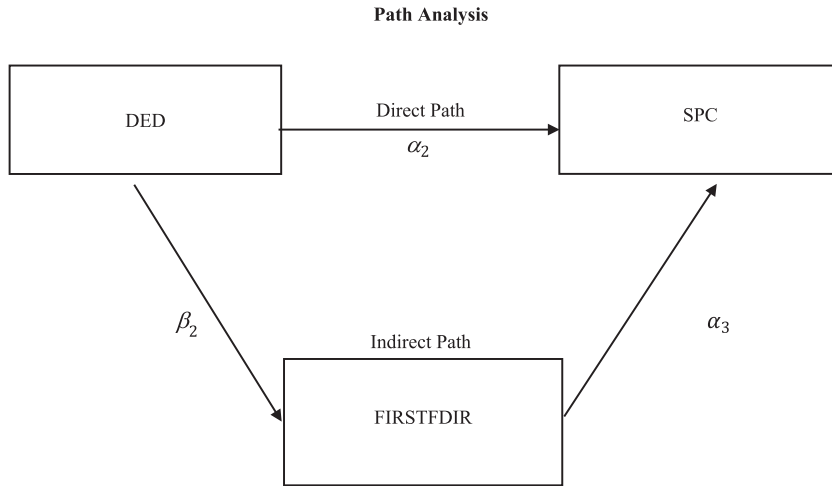 Path Analysis
DED
Direct Path
α₂
SPC
β₂
Indirect Path
α₃
FIRSTFDIR